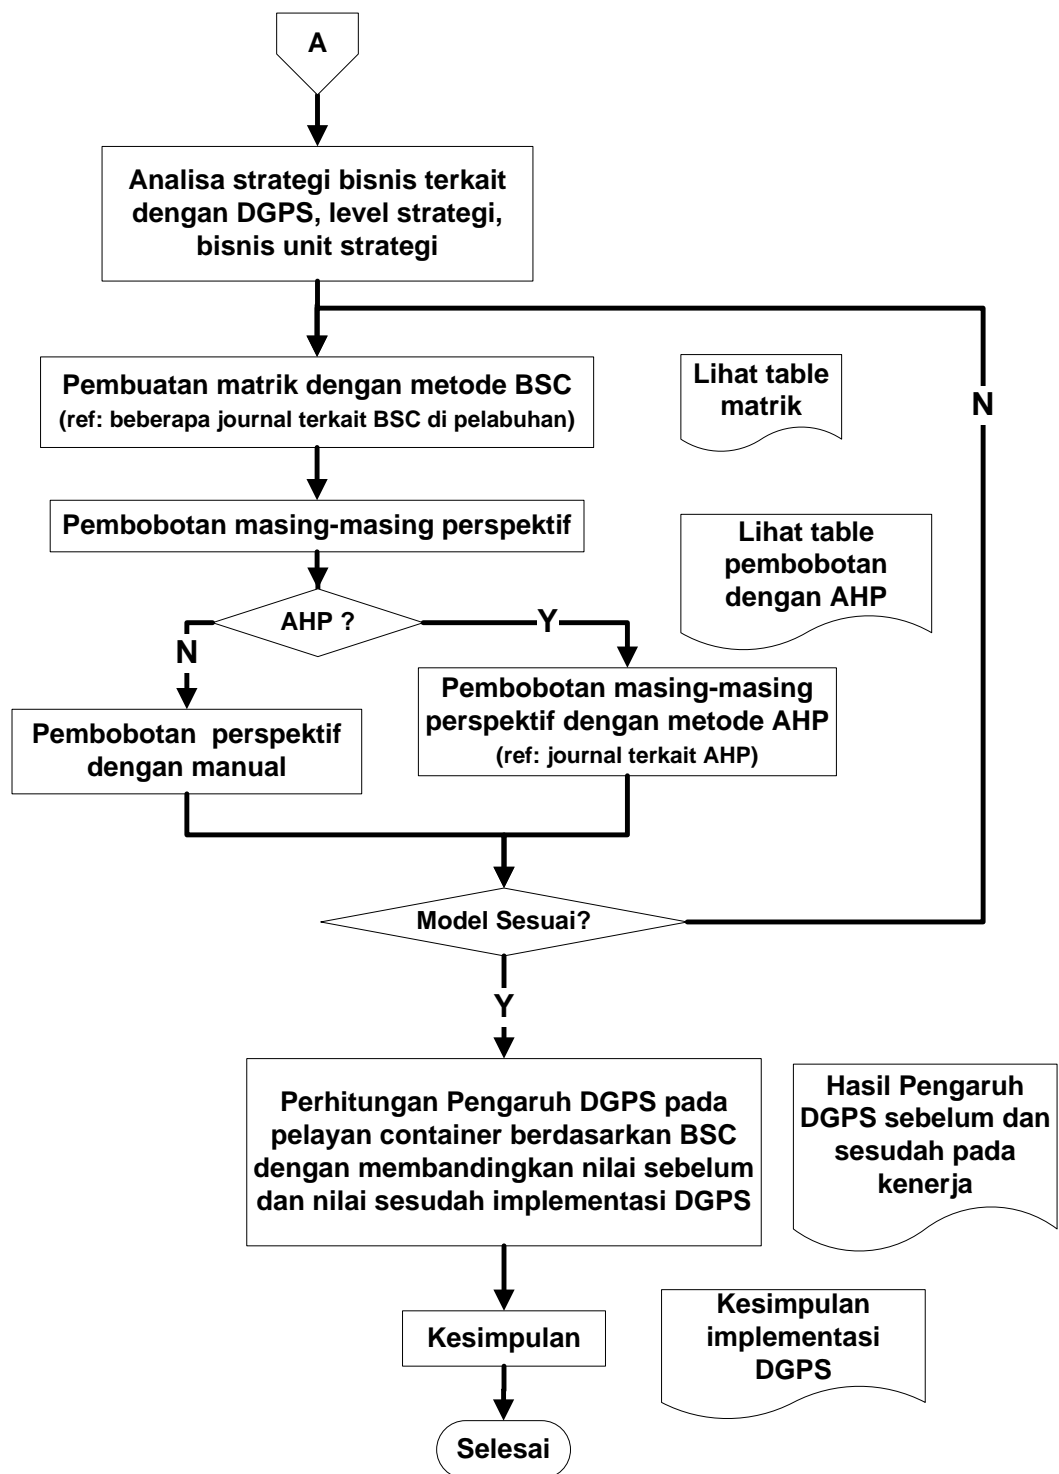 A
Analisa strategi bisnis terkait
dengan DGPS, level strategi,
bisnis unit strategi
Pembuatan matrik dengan metode BSC
(ref: beberapa journal terkait BSC di pelabuhan)
Lihat table
matrik
N
Pembobotan masing-masing perspektif
Lihat table
pembobotan
dengan AHP
AHP ?
Y
N
Pembobotan masing-masing
perspektif dengan metode AHP
(ref: journal terkait AHP)
Pembobotan perspektif
dengan manual
Model Sesuai?
Y
Perhitungan Pengaruh DGPS pada
pelayan container berdasarkan BSC
dengan membandingkan nilai sebelum
dan nilai sesudah implementasi DGPS
Hasil Pengaruh
DGPS sebelum dan
sesudah pada
kenerja
Kesimpulan
Kesimpulan
implementasi
DGPS
Selesai